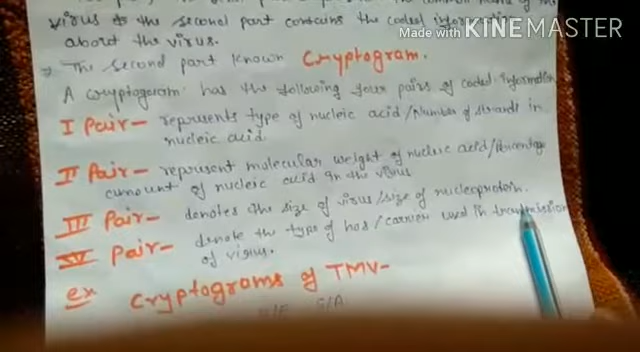 virus & the second part contains the coded
about the virus.
Made with KINEMASTER
⇒ The second part known Cryptogram.
A cryptogram has the following four pairs of coded information
I Pair— represents type of nucleic acid/Number of strands in
nucleic acid
II Pair— represent molecular weight of nucleic acid/Percentage
amount of nucleic acid in the virus
III Pair— denotes the size of virus/size of nucleoprotein.
IV Pair— denote the type of hos/carrier used in transmission
of virus.
ex Cryptograms of TMV—